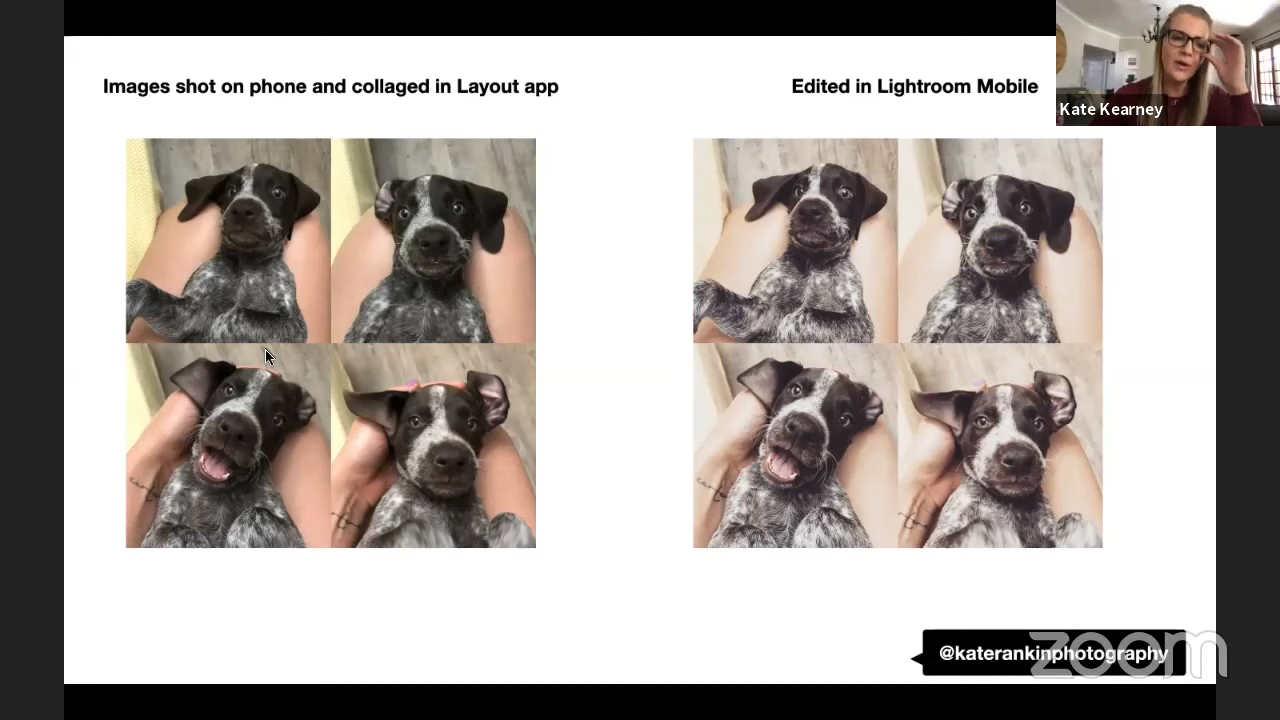 Images shot on phone and collaged in Layout app
Edited in Lightroom Mobile
Kate Kearney
@katerankinphotography
zoom